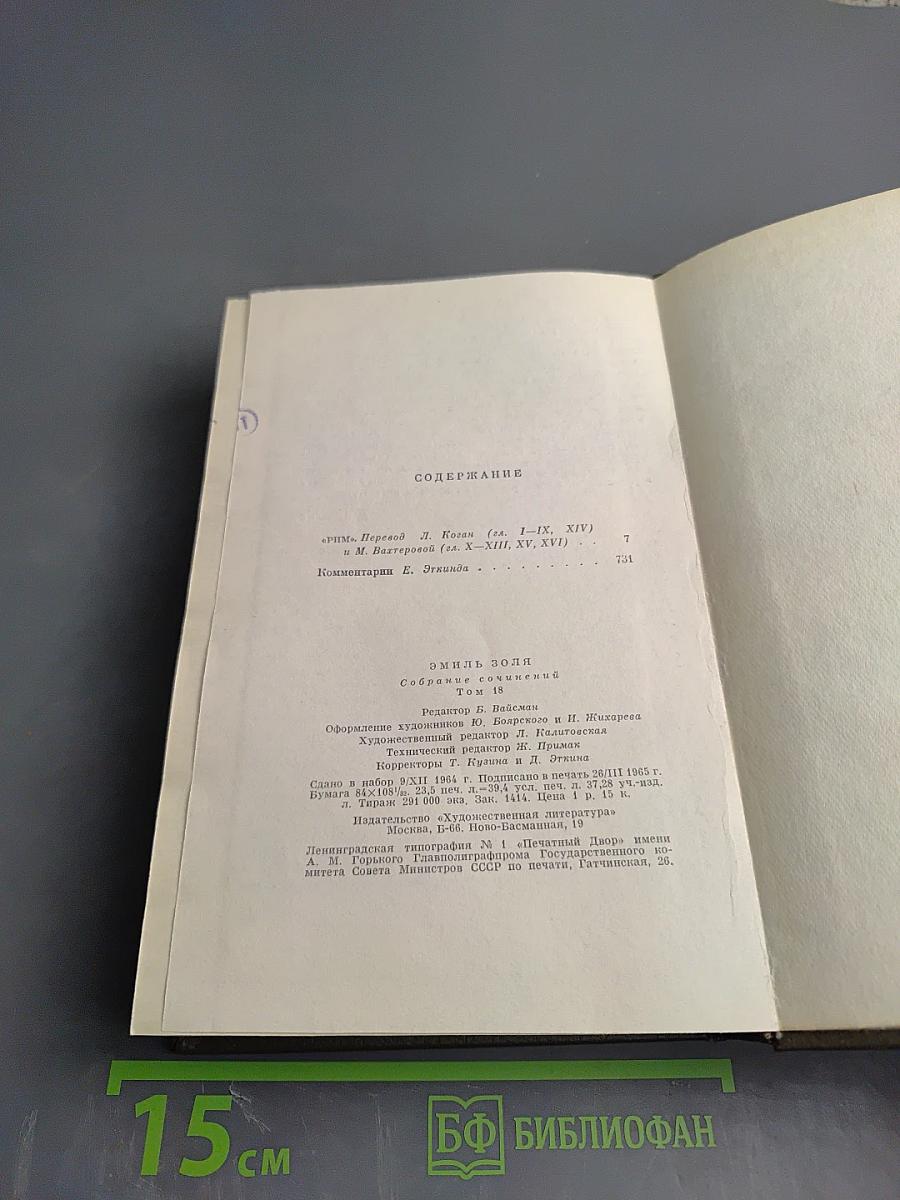 СОДЕРЖАНИЕ
«РИМ». Перевод Л. Коган (гл. I—IX, XIV)
и М. Вахтеровой (гл. X—XIII, XV, XVI) . . 7
Комментарии Е. Эткинда . . . . . . . . . 731
ЭМИЛЬ ЗОЛЯ
Собрание сочинений
Том 18
Редактор Б. Вайсман
Оформление художников Ю. Боярского и И. Жихарева
Художественный редактор Л. Калитовская
Технический редактор Ж. Примак
Корректоры Т. Кузина и Д. Эткина
Сдано в набор 9/XII 1964 г. Подписано в печать 26/III 1965 г.
Бумага 84×108 1/32. 23,5 печ. л.=39,4 усл. печ. л. 37,28 уч.-изд.
л. Тираж 291 000 экз. Зак. 1414. Цена 1 р. 15 к.
Издательство «Художественная литература»
Москва, Б-66. Ново-Басманная, 19
Ленинградская типография № 1 «Печатный Двор» имени
А. М. Горького Главполиграфпрома Государственного ко-
митета Совета Министров СССР по печати, Гатчинская, 26.
15 см
БФ БИБЛИОФАН